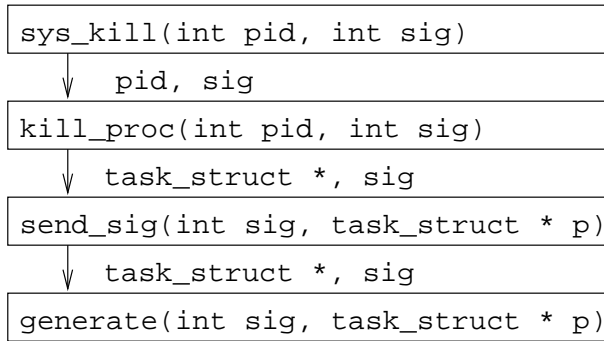 sys_kill(int pid, int sig)
pid, sig
kill_proc(int pid, int sig)
task_struct *, sig
send_sig(int sig, task_struct * p)
task_struct *, sig
generate(int sig, task_struct * p)